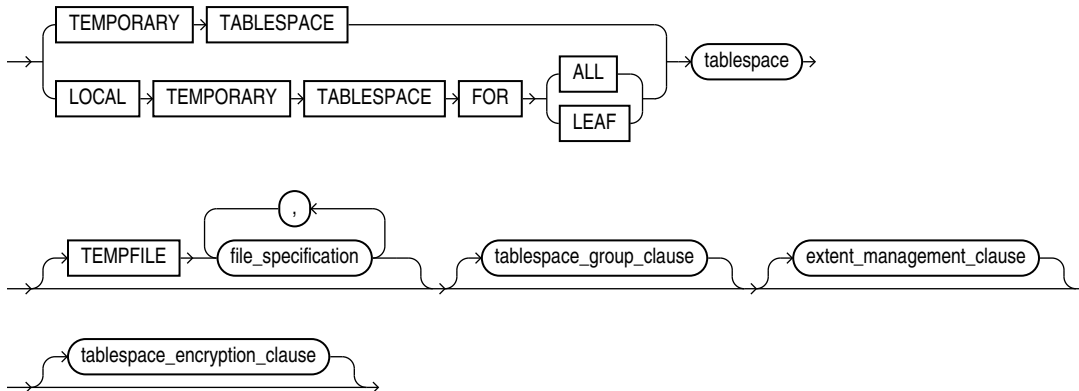 TEMPORARY TABLESPACE
LOCAL TEMPORARY TABLESPACE FOR ALL LEAF tablespace
,
TEMPFILE file_specification tablespace_group_clause extent_management_clause
tablespace_encryption_clause